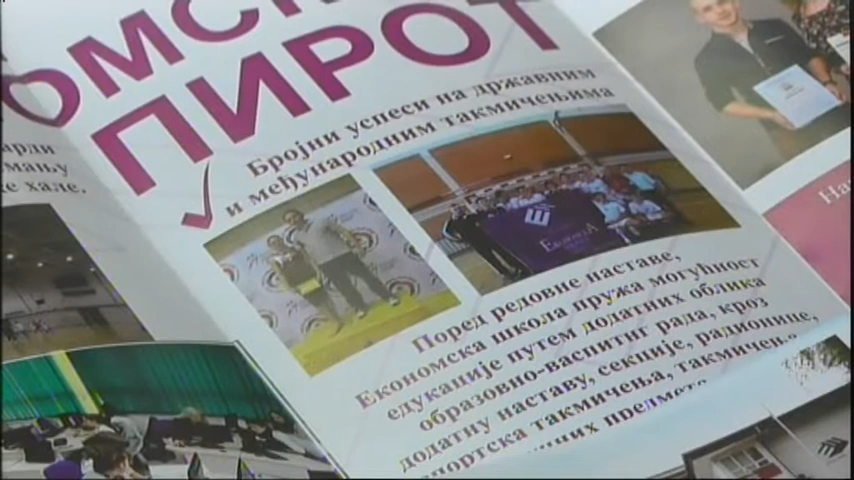 ПИРОТ
Бројни успеси на државним
и међународним такмичењима
ЕКОНОМСКА
Поред редовне наставе,
Економска школа пружа могућност
едукације путем додатних облика
образовно-васпитног рада, кроз
додатну наставу, секције, радионице,
спортска такмичења, такмичења
предмета